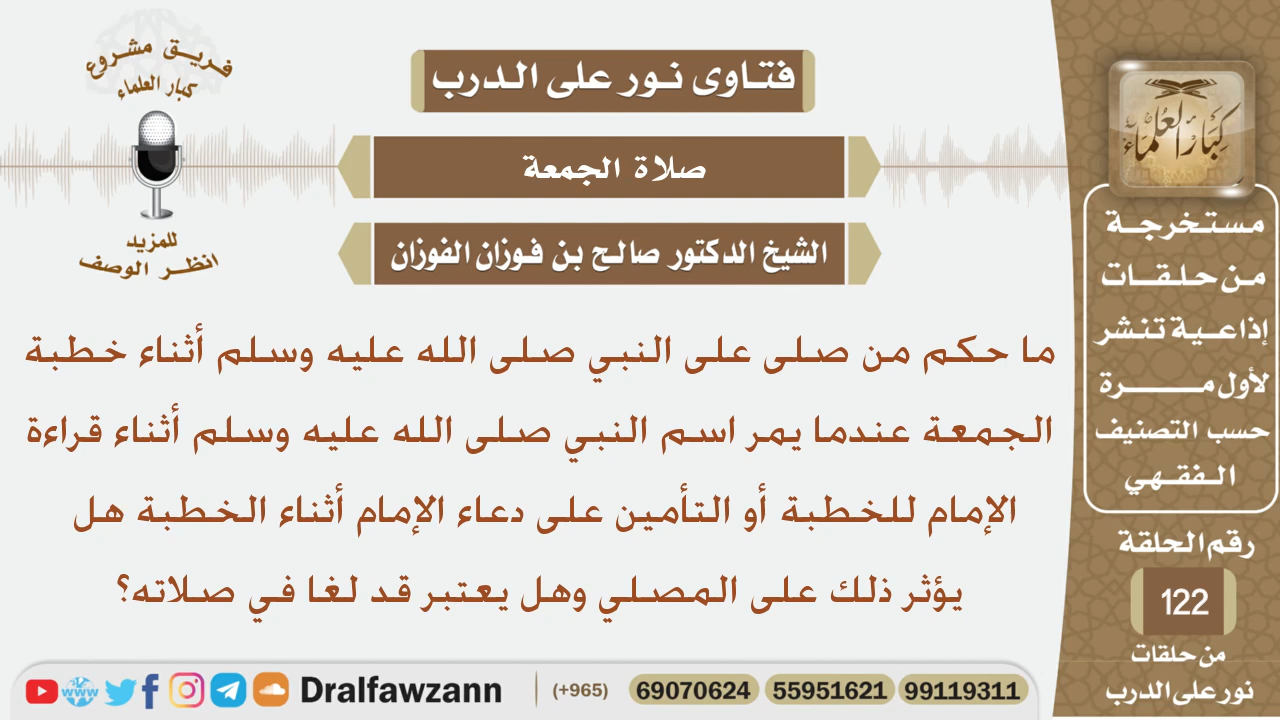 فتاوى نور على الدرب
صلاة الجمعة
الشيخ الدكتور صالح بن فوزان الفوزان
ما حكم من صلى على النبي صلى الله عليه وسلم أثناء خطبة
الجمعة عندما يمر اسم النبي صلى الله عليه وسلم أثناء قراءة
الإمام للخطبة أو التأمين على دعاء الإمام أثناء الخطبة هل
يؤثر ذلك على المصلي وهل يعتبر قد لغا في صلاته؟
كبار العلماء
مستخرجة
من حلقات
إذاعية تنشر
لأول مرة
حسب التصنيف
الفقهي
رقم الحلقة
122
من حلقات
نور على الدرب
فريق مشروع
كبار العلماء
للمزيد
انظر الوصف
www Dralfawzann (+965) 69070624 55951621 99119311